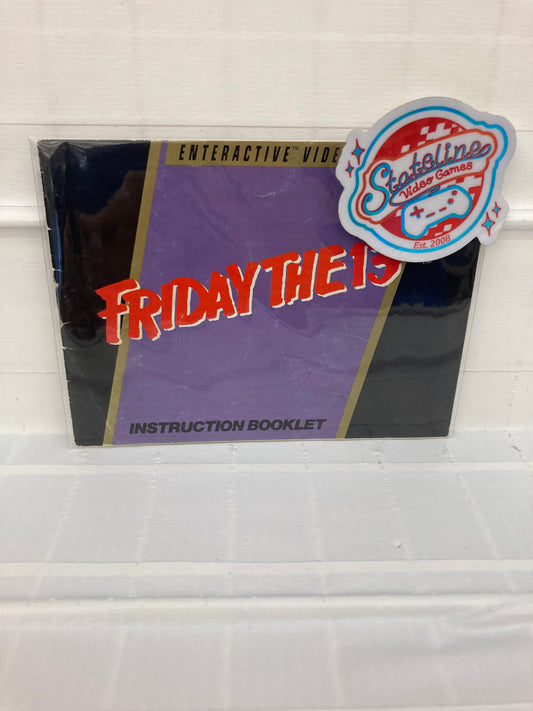 ENTERACTIVE™ VIDE
FRIDAY THE 13
INSTRUCTION BOOKLET
Stateline
Video Games
Est. 2008